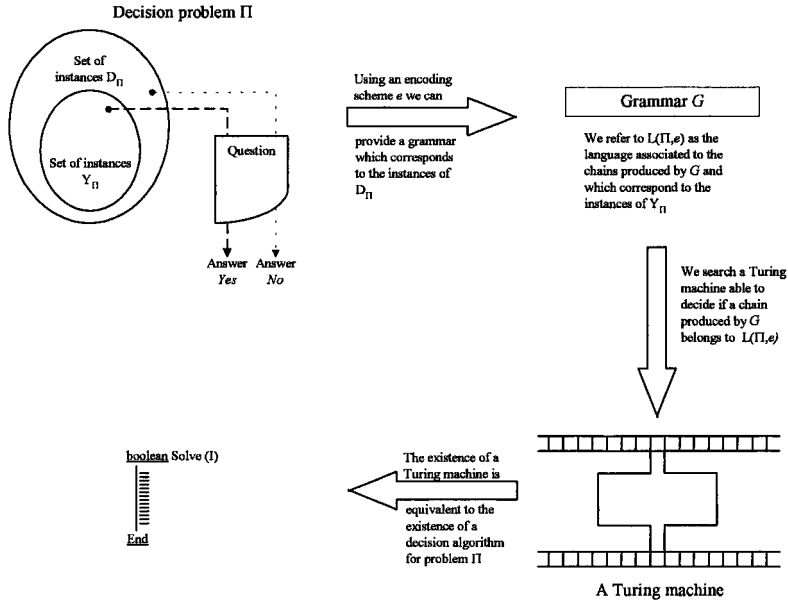 Decision problem Π
Set of
instances DΠ
Set of instances
YΠ
Question
Answer
Yes
Answer
No
Using an encoding
scheme e we can
provide a grammar
which corresponds
to the instances of
DΠ
Grammar G
We refer to L(Π,e) as the
language associated to the
chains produced by G and
which correspond to the
instances of YΠ
We search a Turing
machine able to
decide if a chain
produced by G
belongs to L(Π,e)
A Turing machine
The existence of a
Turing machine is
equivalent to the
existence of a
decision algorithm
for problem Π
boolean Solve (I)
End